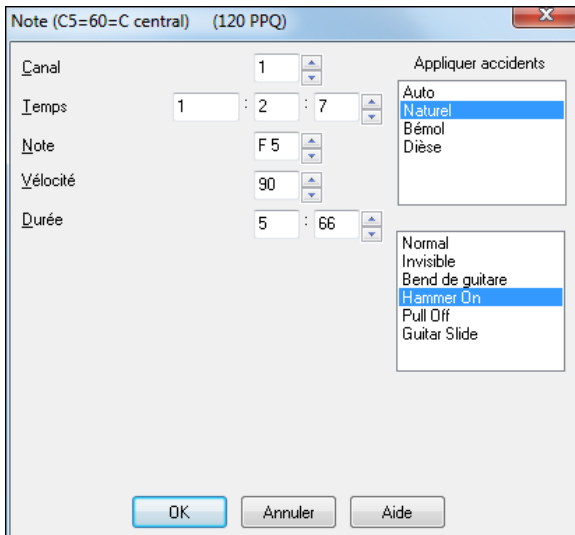 Note (C5=60=C central) (120 PPQ)
Canal 1
Temps 1 : 2 : 7
Note F 5
Vélocité 90
Durée 5 : 66
Appliquer accidents
Auto
Naturel
Bémol
Dièse
Normal
Invisible
Bend de guitare
Hammer On
Pull Off
Guitar Slide
OK Annuler Aide